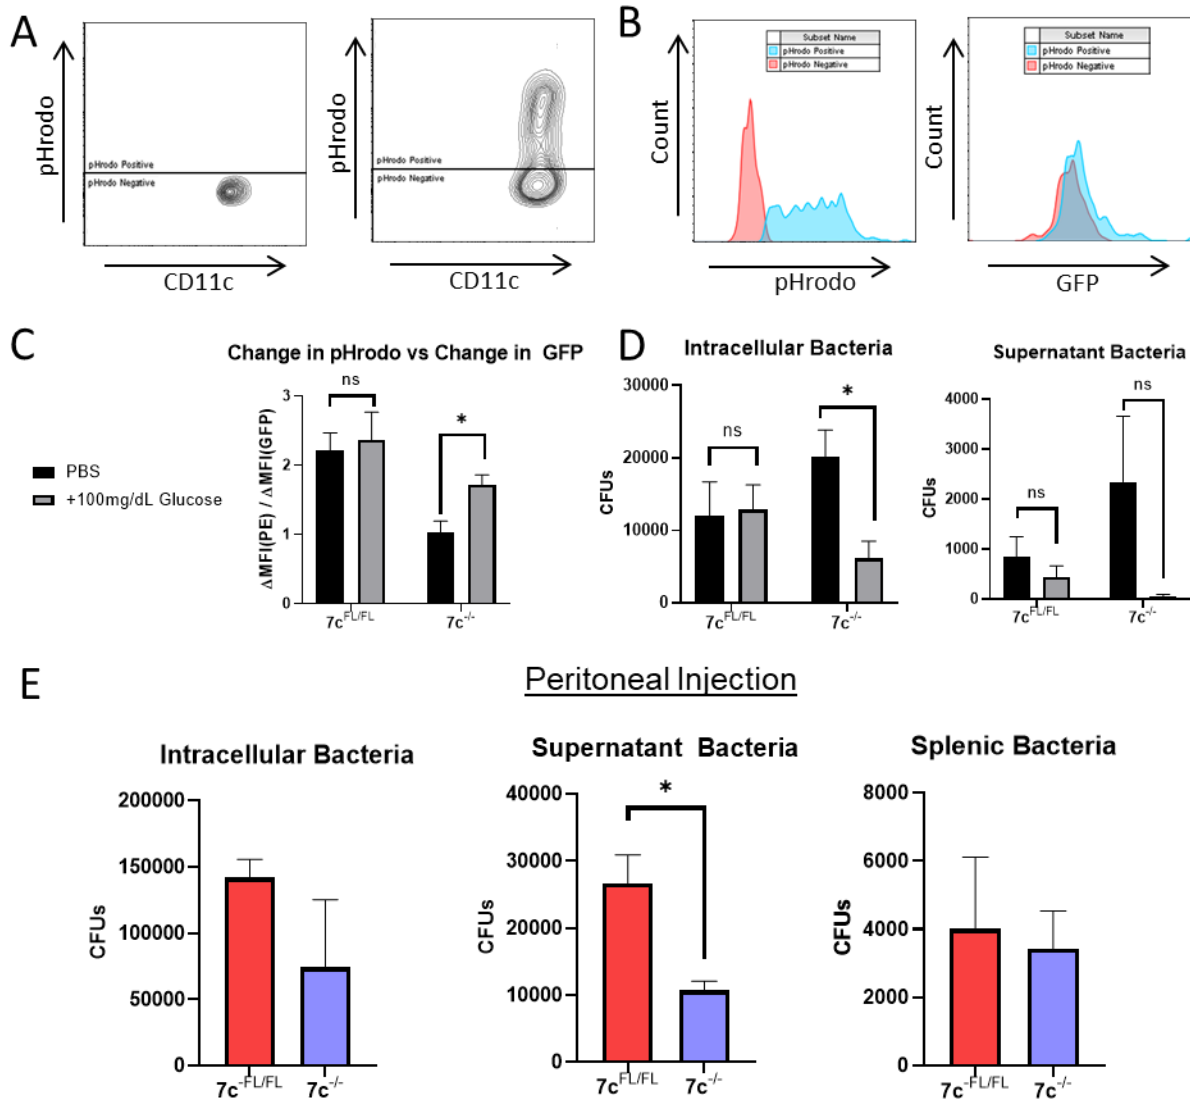 A
pHrodo
pHrodo Positive
pHrodo Negative
CD11c
pHrodo
pHrodo Positive
pHrodo Negative
CD11c
B
Count
Subset Name
pHrodo Positive
pHrodo Negative
pHrodo
Count
Subset Name
pHrodo Positive
pHrodo Negative
GFP
C
PBS
+100mg/dL Glucose
Change in pHrodo vs Change in GFP
ΔMFI(PE) / ΔMFI(GFP)
3
2
1
0
ns
*
7c^FL/FL
7c^-/-
D
Intracellular Bacteria
CFUs
30000
20000
10000
0
ns
*
7c^FL/FL
7c^-/-
Supernatant Bacteria
CFUs
4000
3000
2000
1000
0
ns
ns
7c^FL/FL
7c^-/-
E
Peritoneal Injection
Intracellular Bacteria
CFUs
200000
150000
100000
50000
0
7c^-FL/FL
7c^-/-
Supernatant Bacteria
CFUs
40000
30000
20000
10000
0
*
7c^FL/FL
7c^-/-
Splenic Bacteria
CFUs
8000
6000
4000
2000
0
7c^-FL/FL
7c^-/-